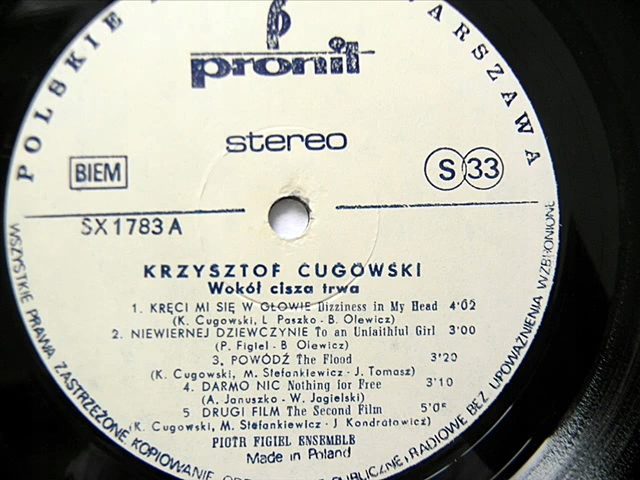 POLSKIE
WARSZAWA
pronit
stereo
BIEM
S 33
SX 1783 A
KRZYSZTOF CUGOWSKI
Wokół cisza trwa
1. KRĘCI MI SIĘ W GŁOWIE Dizziness in My Head 4'02
(K. Cugowski, L. Paszko - B. Olewicz)
2. NIEWIERNEJ DZIEWCZYNIE To an Unfaithful Girl 3'00
(P. Figiel - B Olewicz)
3. POWÓDŹ The Flood 3'20
(K. Cugowski, M. Stefankiewicz - J. Tomasz)
4. DARMO NIC Nothing for Free 3'10
(A. Januszko - W. Jagielski)
5 DRUGI FILM The Second Film
(K. Cugowski, M. Stefankiewicz - J Kondratowicz)
PIOTR FIGIEL ENSEMBLE
Made in Poland
WSZYSTKIE PRAWA ZASTRZEŻONE KOPIOWANIE PUBLICZNE, RADIOWE BEZ UPOWAŻNIENIA WZBRONIONE